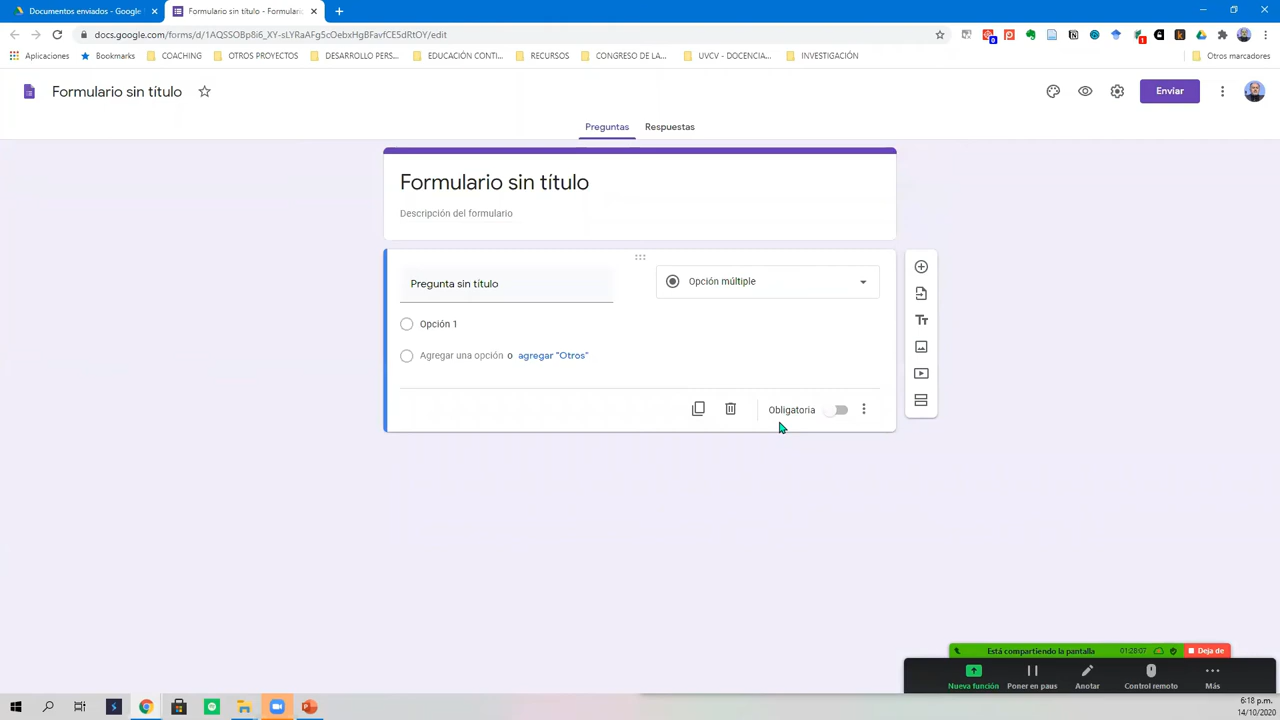 Documentos enviados - Google
Formulario sin título - Formulari
docs.google.com/forms/d/1AQSSOBp8i6_XY-sLYRaAFg5cOebxHgBFavfCE5dRtOY/edit
Aplicaciones
Bookmarks
COACHING
OTROS PROYECTOS
DESARROLLO PERS...
EDUCACIÓN CONTI...
RECURSOS
CONGRESO DE LA...
UVCV - DOCENCIA...
INVESTIGACIÓN
Otros marcadores
Formulario sin título
Enviar
Preguntas
Respuestas
Formulario sin título
Descripción del formulario
Pregunta sin título
Opción múltiple
Opción 1
Agregar una opción o agregar "Otros"
Obligatoria
Está compartiendo la pantalla
01:28:07
Deja de
Nueva función
Poner en paus
Anotar
Control remoto
Más
6:18 p.m.
14/10/2020